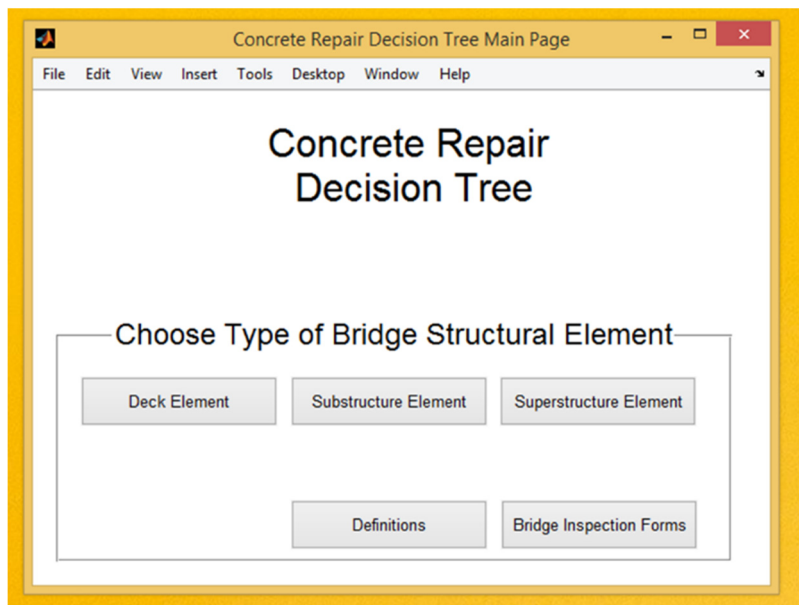 Concrete Repair Decision Tree Main Page
File Edit View Insert Tools Desktop Window Help
Concrete Repair
Decision Tree
Choose Type of Bridge Structural Element
Deck Element Substructure Element Superstructure Element
Definitions Bridge Inspection Forms